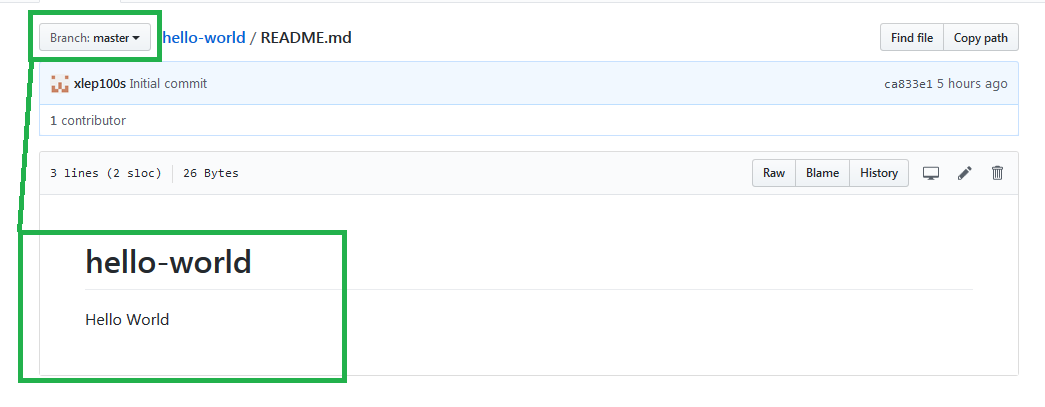 Branch: master hello-world / README.md Find file Copy path
xlep100s Initial commit ca833e1 5 hours ago
1 contributor
3 lines (2 sloc) 26 Bytes Raw Blame History
hello-world
Hello World